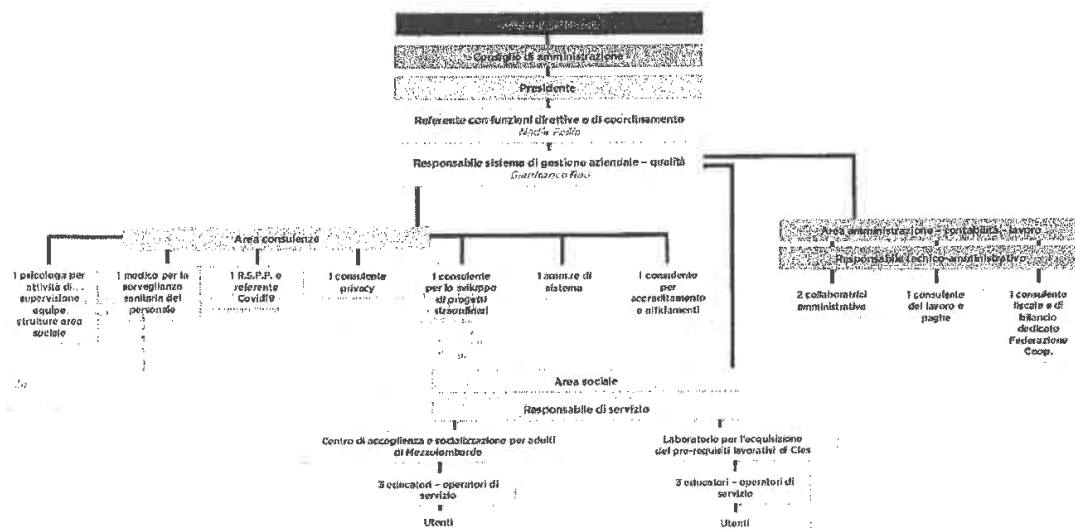 Consiglio di amministrazione
Presidente
Referente con funzioni direttive e di coordinamento
Responsabile sistema di gestione aziendale – qualità
Gianfranco
Area consulenze
1 psicologa per
attività di
supervisione
equipe
strutture area
sociale
1 medico per la
sorveglianza
sanitaria del
personale
1 R.S.P.P. e
referente
Covid19
1 consulente
privacy
1 consulente
per lo sviluppo
di progetti
straordinari
1 amm.re di
sistema
1 consulente
per
accreditamento
e affidamenti
Area amministrazione – contabilità – lavoro
Responsabile tecnico-amministrativo
2 collaboratrici
amministrative
1 consulente
del lavoro e
paghe
1 consulente
fiscale e di
bilancio
dedicato
Federazione
Coop.
Area sociale
Responsabile di servizio
Centro di accoglienza e socializzazione per adulti
di Mezzolombardo
3 educatori – operatori di
servizio
Utenti
Laboratorio per l'acquisizione
dei pre-requisiti lavorativi di Cles
3 educatori – operatori di
servizio
Utenti